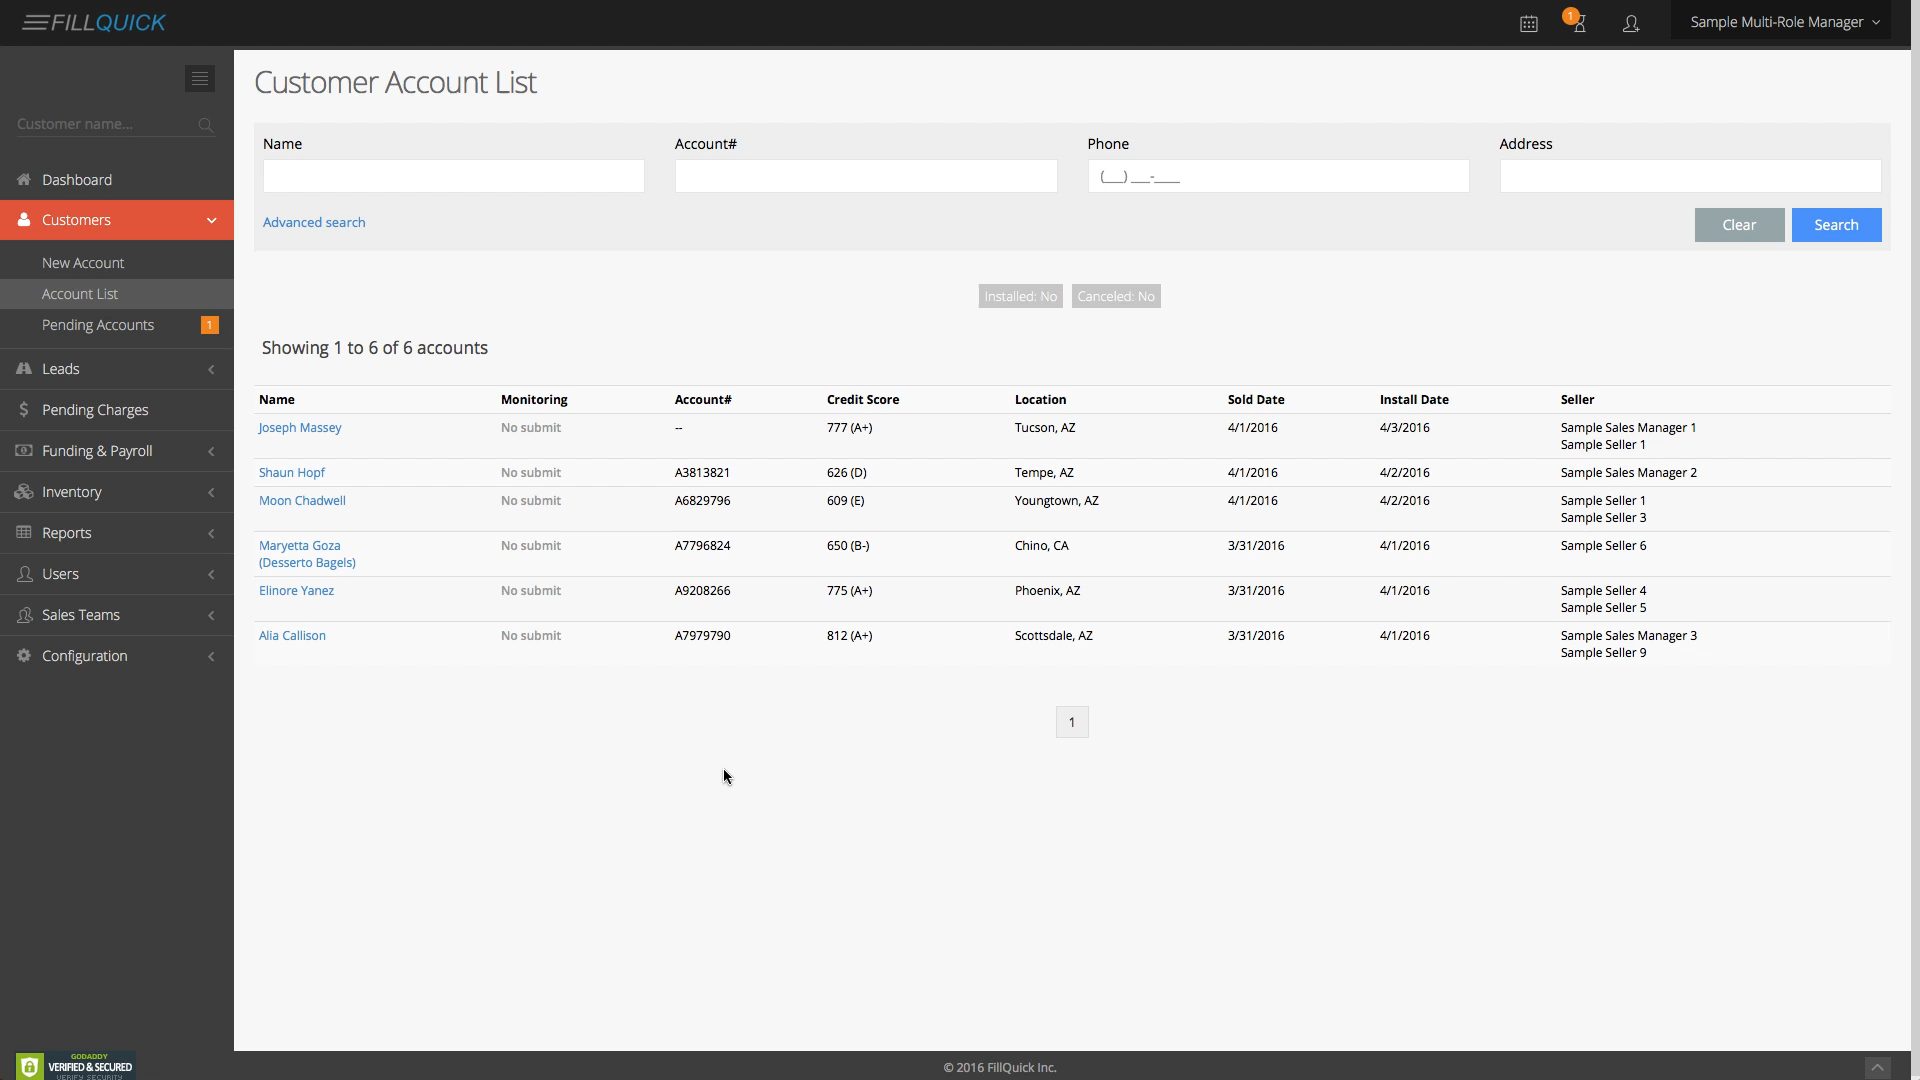 FILLQUICK
1
Sample Multi-Role Manager
Customer name...
Dashboard
Customers
New Account
Account List
Pending Accounts 1
Leads
Pending Charges
Funding & Payroll
Inventory
Reports
Users
Sales Teams
Configuration
Customer Account List
Name Account# Phone Address
(___) ___-____
Advanced search
Clear Search
Installed: No Canceled: No
Showing 1 to 6 of 6 accounts
Name Monitoring Account# Credit Score Location Sold Date Install Date Seller
Joseph Massey No submit -- 777 (A+) Tucson, AZ 4/1/2016 4/3/2016 Sample Sales Manager 1
Sample Seller 1
Shaun Hopf No submit A3813821 626 (D) Tempe, AZ 4/1/2016 4/2/2016 Sample Sales Manager 2
Moon Chadwell No submit A6829796 609 (E) Youngtown, AZ 4/1/2016 4/2/2016 Sample Seller 1
Sample Seller 3
Maryetta Goza No submit A7796824 650 (B-) Chino, CA 3/31/2016 4/1/2016 Sample Seller 6
(Desserto Bagels)
Elinore Yanez No submit A9208266 775 (A+) Phoenix, AZ 3/31/2016 4/1/2016 Sample Seller 4
Sample Seller 5
Alia Callison No submit A7979790 812 (A+) Scottsdale, AZ 3/31/2016 4/1/2016 Sample Sales Manager 3
Sample Seller 9
1
GODADDY
VERIFIED & SECURED
VERIFY SECURITY
© 2016 FillQuick Inc.